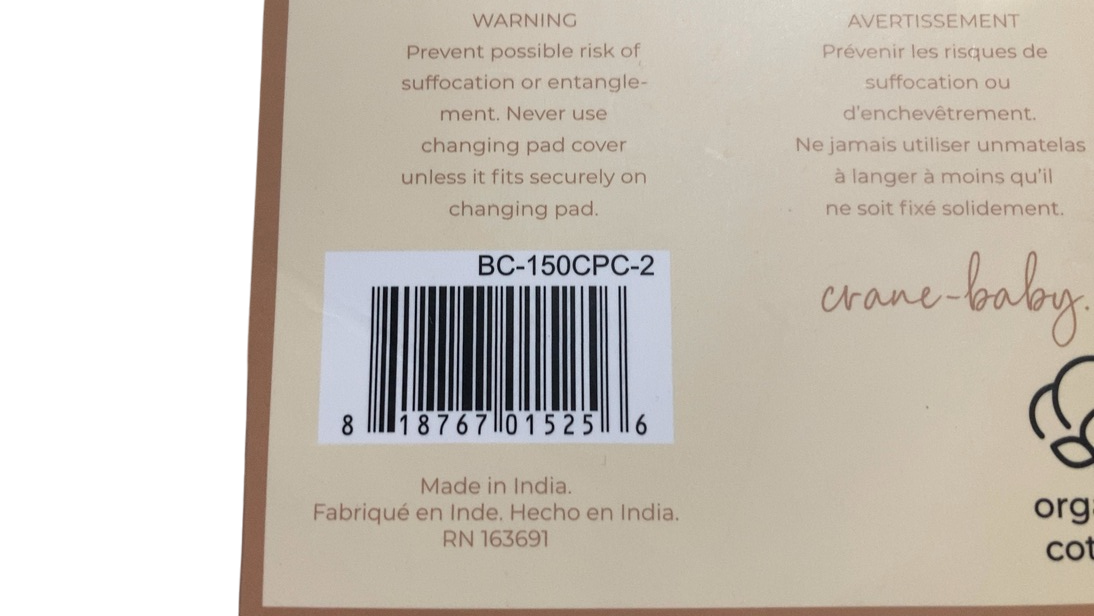 WARNING
Prevent possible risk of
suffocation or entangle-
ment. Never use
changing pad cover
unless it fits securely on
changing pad.
AVERTISSEMENT
Prévenir les risques de
suffocation ou
d'enchevêtrement.
Ne jamais utiliser unmatelas
à langer à moins qu'il
ne soit fixé solidement.
BC-150CPC-2
8 18767 01525 6
crane-baby.
Made in India.
Fabriqué en Inde. Hecho en India.
RN 163691